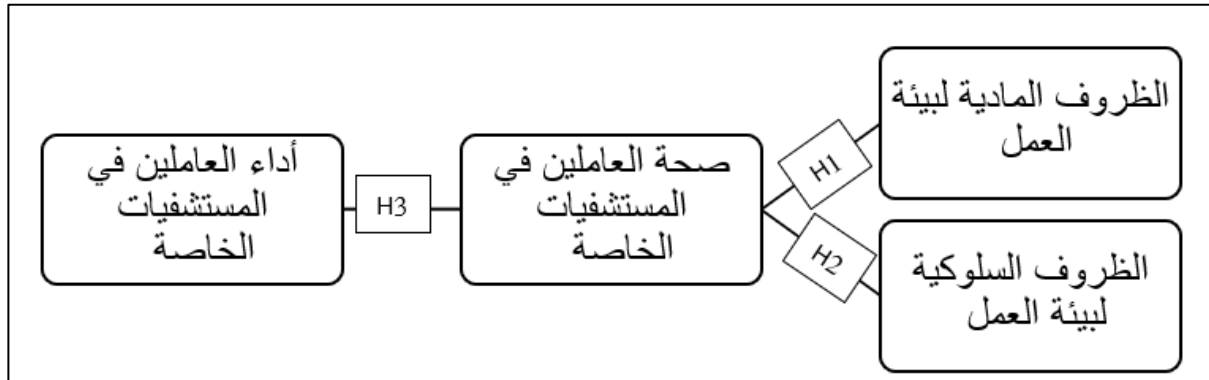 الظروف المادية لبيئة
العمل
H1
الظروف السلوكية
لبيئة العمل
H2
صحة العاملين في
المستشفيات
الخاصة
H3
أداء العاملين في
المستشفيات
الخاصة